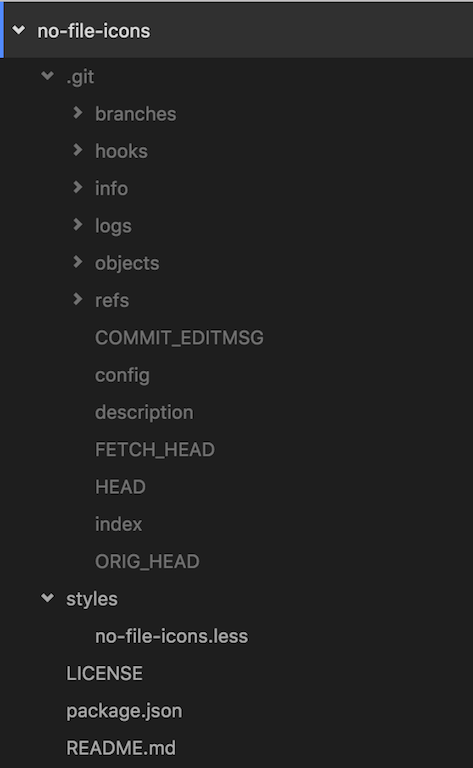 no-file-icons
.git
branches
hooks
info
logs
objects
refs
COMMIT_EDITMSG
config
description
FETCH_HEAD
HEAD
index
ORIG_HEAD
styles
no-file-icons.less
LICENSE
package.json
README.md